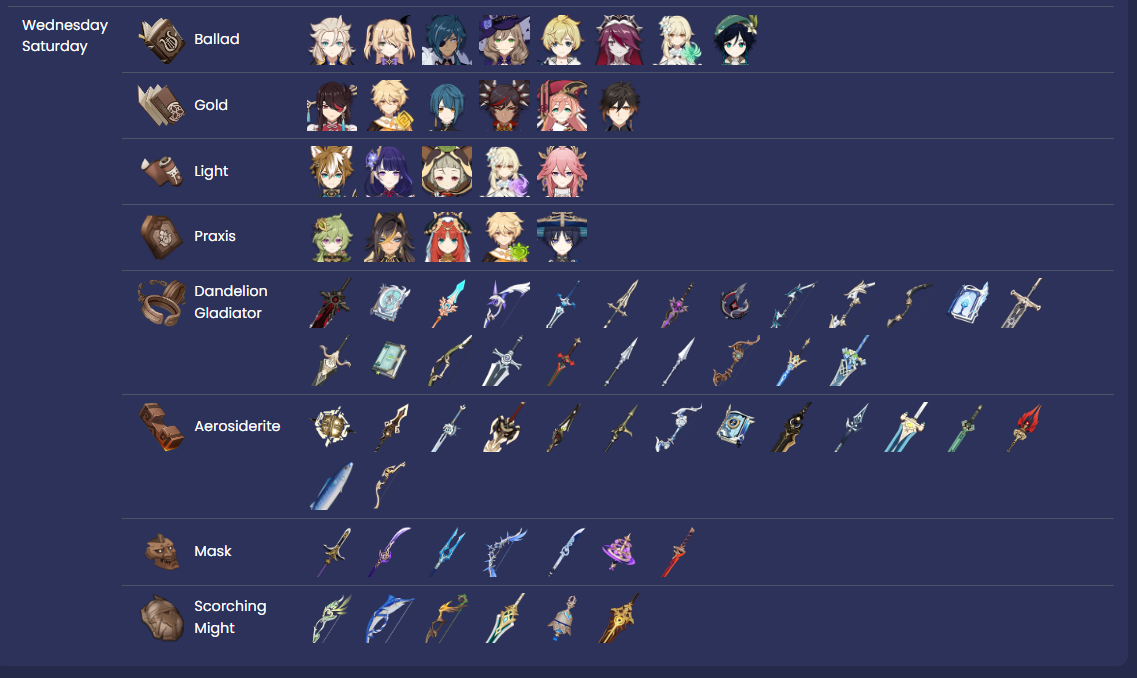 Wednesday
Saturday
Ballad
Gold
Light
Praxis
Dandelion
Gladiator
Aerosiderite
Mask
Scorching
Might